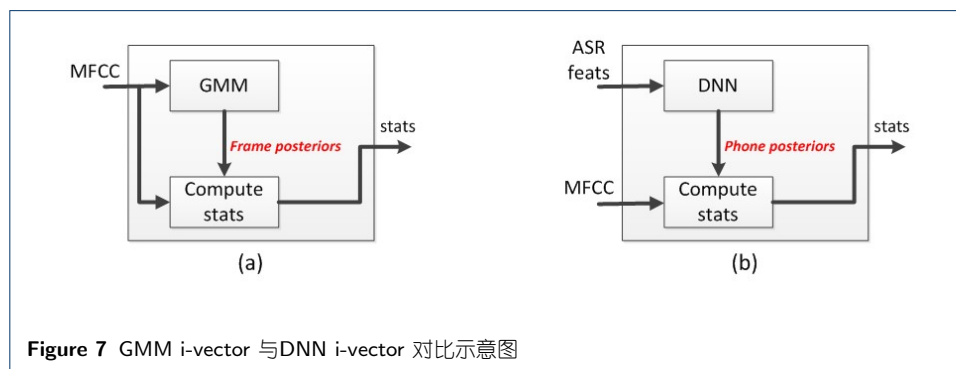 MFCC
GMM
Frame posteriors
stats
Compute
stats
(a)
ASR
feats
DNN
Phone posteriors
stats
MFCC
Compute
stats
(b)
Figure 7 GMM i-vector 与DNN i-vector 对比示意图